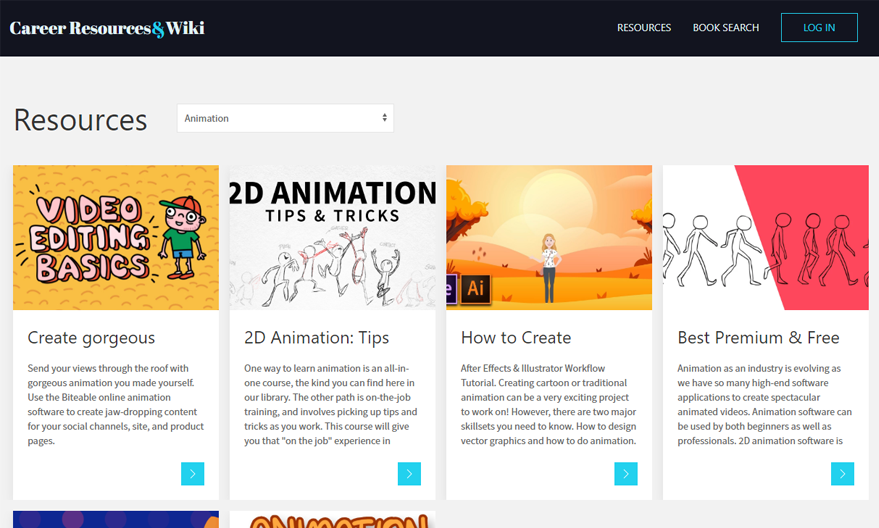 Career Resources&Wiki
RESOURCES
BOOK SEARCH
LOG IN
Resources
Animation
VIDEO
EDITING
BASICS
2D ANIMATION
TIPS & TRICKS
Ai
Create gorgeous
Send your views through the roof with
gorgeous animation you made yourself.
Use the Biteable online animation
software to create jaw-dropping content
for your social channels, site, and product
pages.
2D Animation: Tips
One way to learn animation is an all-in-
one course, the kind you can find here in
our library. The other path is on-the-job
training, and involves picking up tips and
tricks as you work. This course will give
you that "on the job" experience in
How to Create
After Effects & Illustrator Workflow
Tutorial. Creating cartoon or traditional
animation can be a very exciting project
to work on! However, there are two major
skillsets you need to know. How to design
vector graphics and how to do animation.
Best Premium & Free
Animation as an industry is evolving as
we have so many high-end software
applications to create spectacular
animated videos. Animation software can
be used by both beginners as well as
professionals. 2D animation software is
ANIMATION